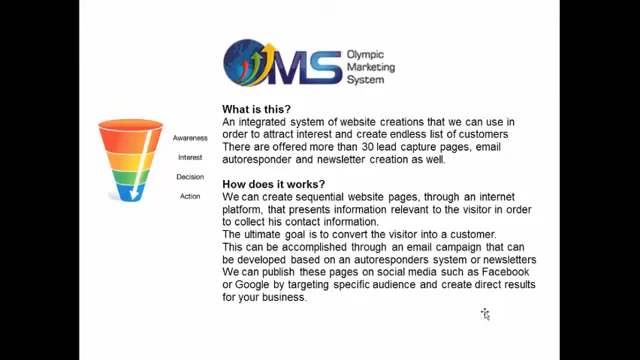 OMS Olympic
Marketing
System
What is this?
An integrated system of website creations that we can use in
order to attract interest and create endless list of customers
There are offered more than 30 lead capture pages, email
autoresponder and newsletter creation as well.
Awareness
Interest
Decision
Action
How does it works?
We can create sequential website pages, through an internet
platform, that presents information relevant to the visitor in order
to collect his contact information.
The ultimate goal is to convert the visitor into a customer.
This can be accomplished through an email campaign that can
be developed based on an autoresponders system or newsletters
We can publish these pages on social media such as Facebook
or Google by targeting specific audience and create direct results
for your business.